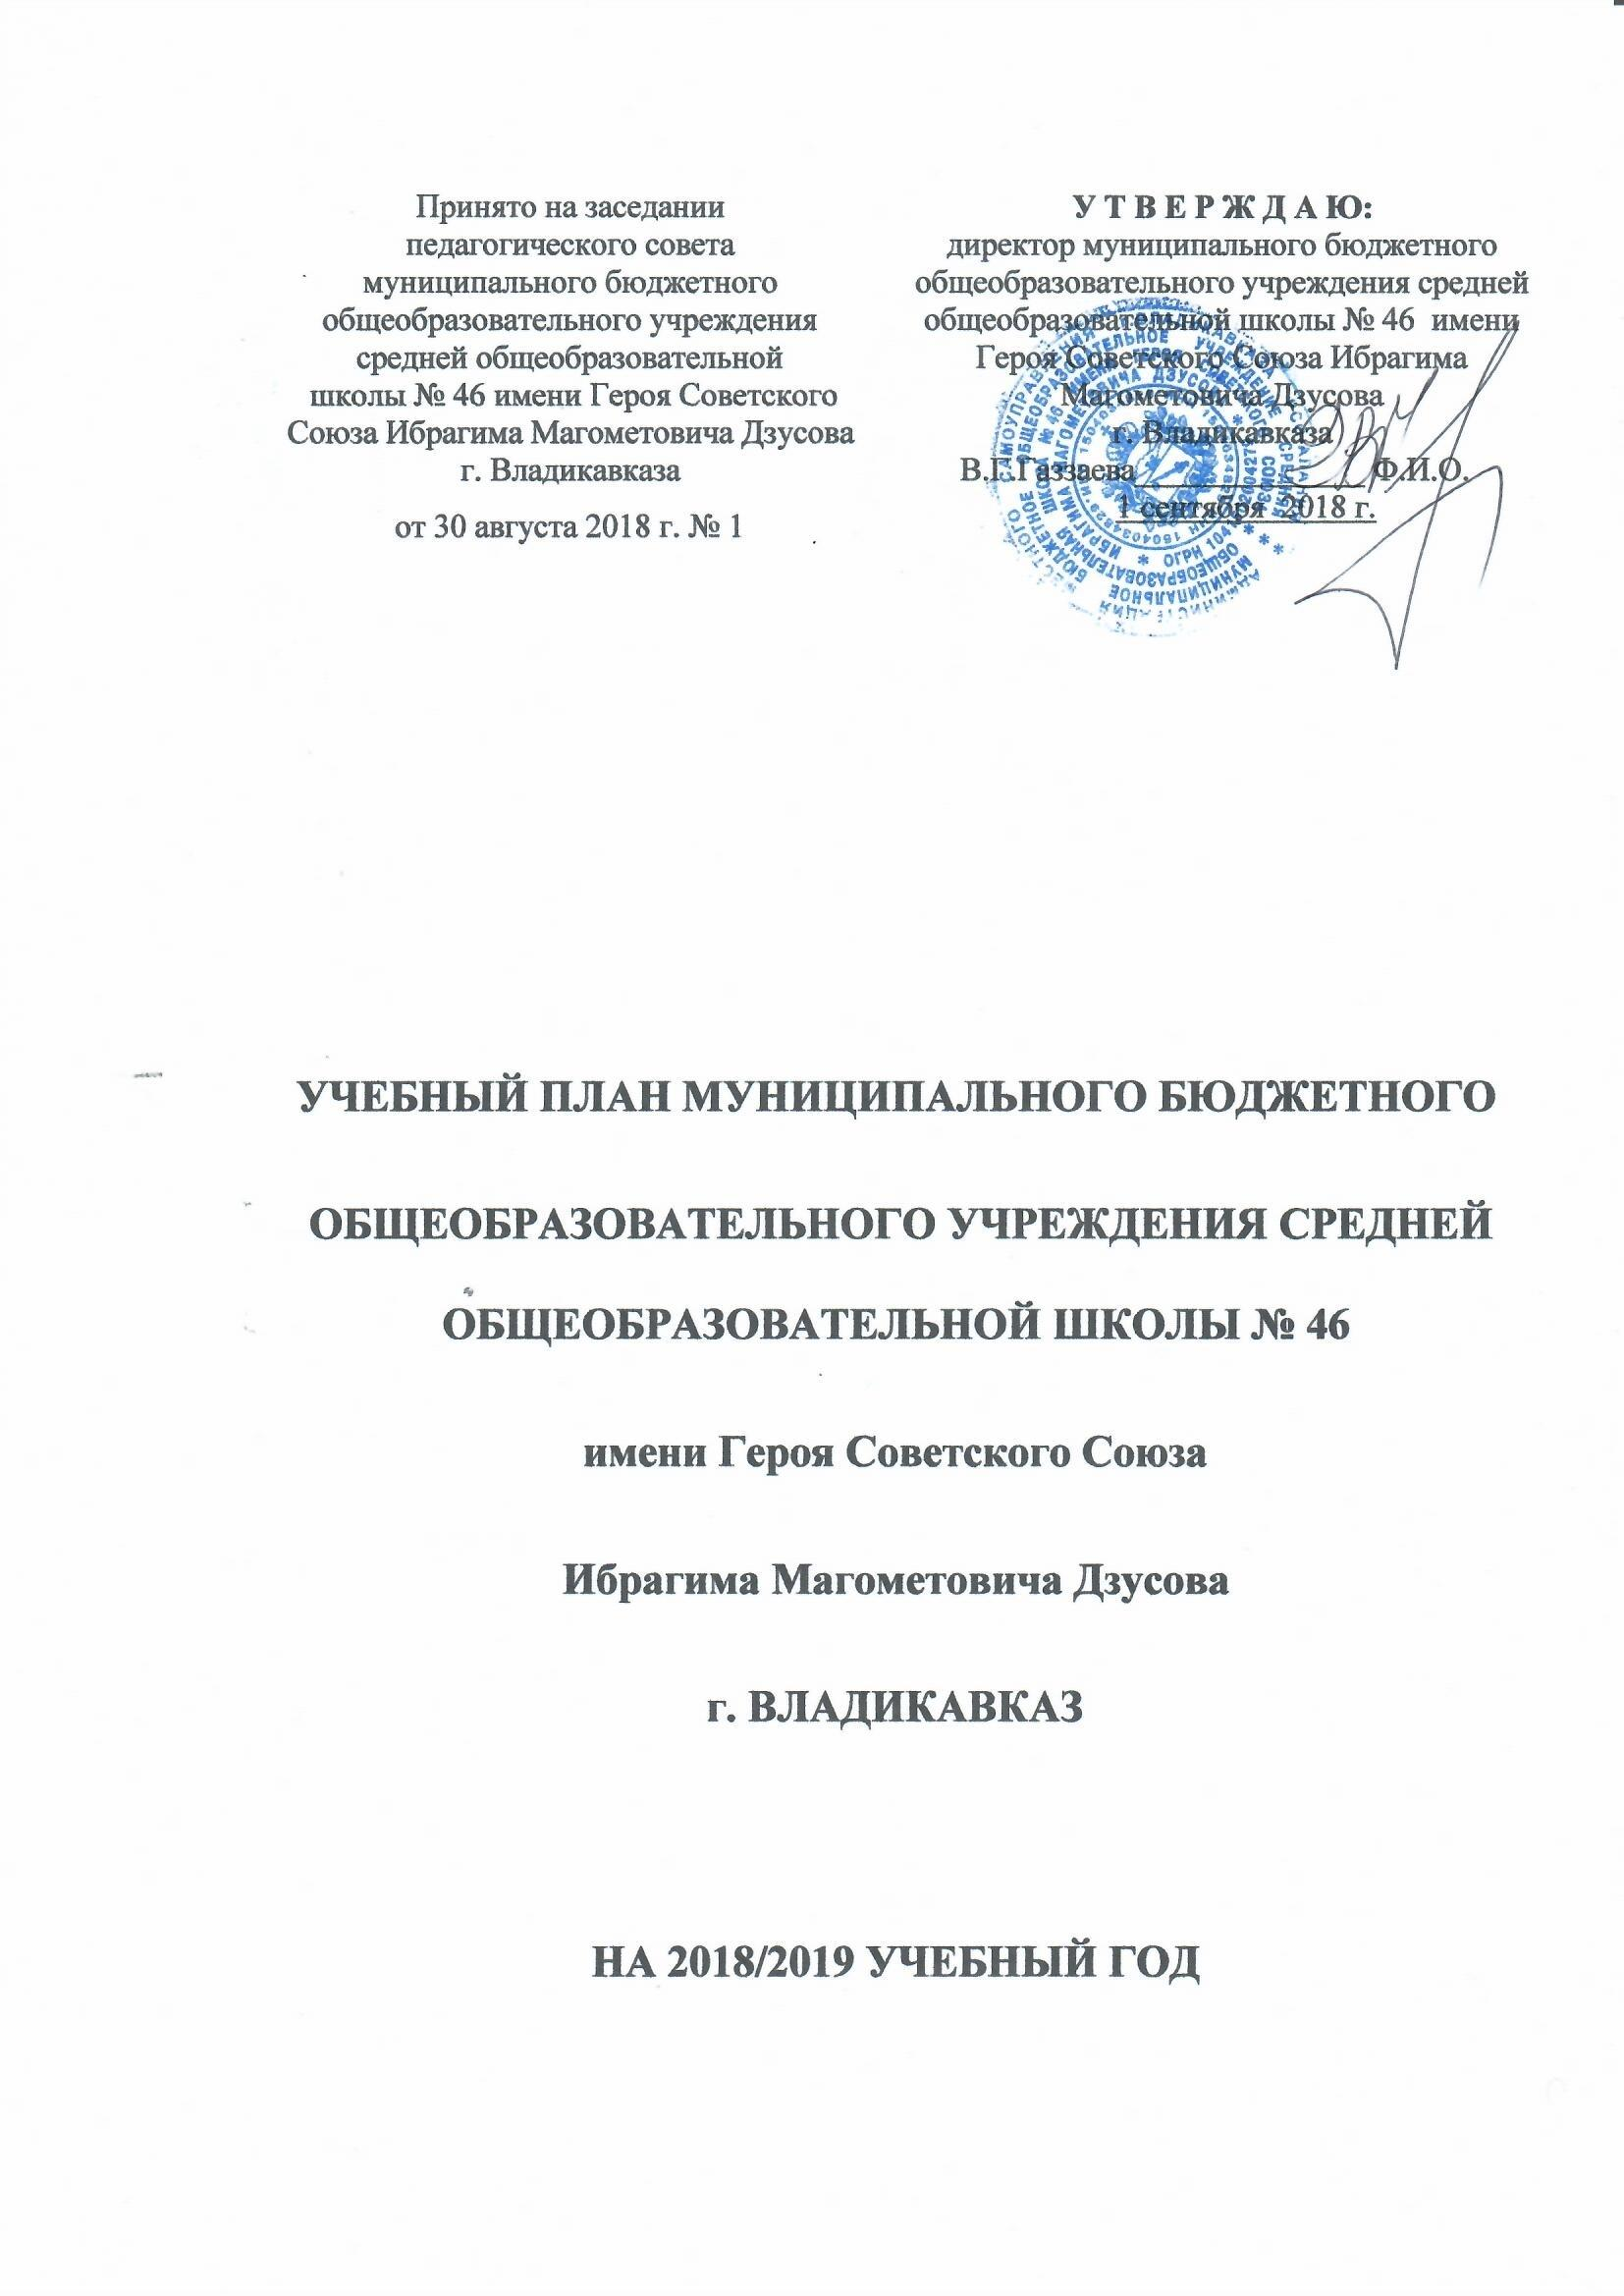 Принято на заседании
педагогического совета
муниципального бюджетного
общеобразовательного учреждения
средней общеобразовательной
школы № 46 имени Героя Советского
Союза Ибрагима Магометовича Дзусова
г. Владикавказа
от 30 августа 2018 г. № 1
У Т В Е Р Ж Д А Ю:
директор муниципального бюджетного
общеобразовательного учреждения средней
общеобразовательной школы № 46 имени
Героя Советского Союза Ибрагима
Магометовича Дзусова
г. Владикавказа
В.Г.Газзаева Ф.И.О.
1 сентября 2018 г.
УЧЕБНЫЙ ПЛАН МУНИЦИПАЛЬНОГО БЮДЖЕТНОГО
ОБЩЕОБРАЗОВАТЕЛЬНОГО УЧРЕЖДЕНИЯ СРЕДНЕЙ
ОБЩЕОБРАЗОВАТЕЛЬНОЙ ШКОЛЫ № 46
имени Героя Советского Союза
Ибрагима Магометовича Дзусова
г. ВЛАДИКАВКАЗ
НА 2018/2019 УЧЕБНЫЙ ГОД